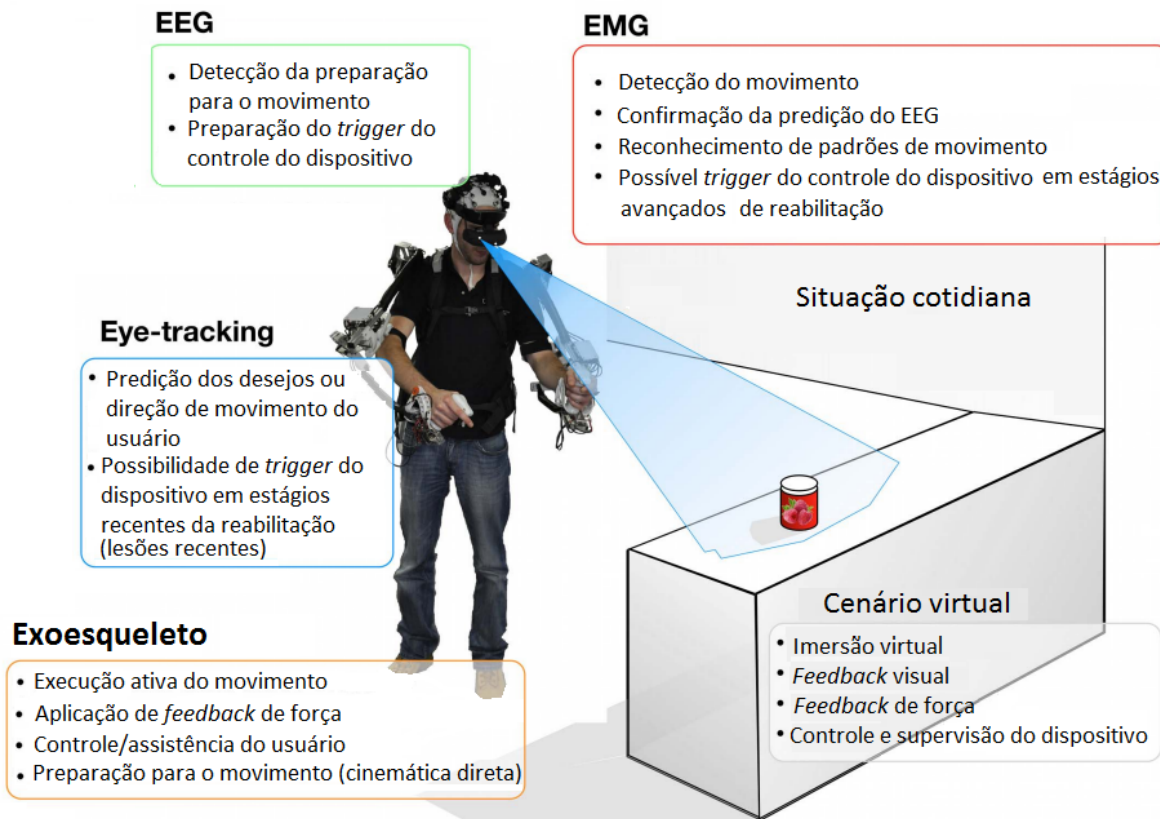 EEG
• Detecção da preparação
para o movimento
• Preparação do trigger do
controle do dispositivo
EMG
• Detecção do movimento
• Confirmação da predição do EEG
• Reconhecimento de padrões de movimento
• Possível trigger do controle do dispositivo em estágios
avançados de reabilitação
Situação cotidiana
Eye-tracking
• Predição dos desejos ou
direção de movimento do
usuário
• Possibilidade de trigger do
dispositivo em estágios
recentes da reabilitação
(lesões recentes)
Exoesqueleto
• Execução ativa do movimento
• Aplicação de feedback de força
• Controle/assistência do usuário
• Preparação para o movimento (cinemática direta)
Cenário virtual
• Imersão virtual
• Feedback visual
• Feedback de força
• Controle e supervisão do dispositivo